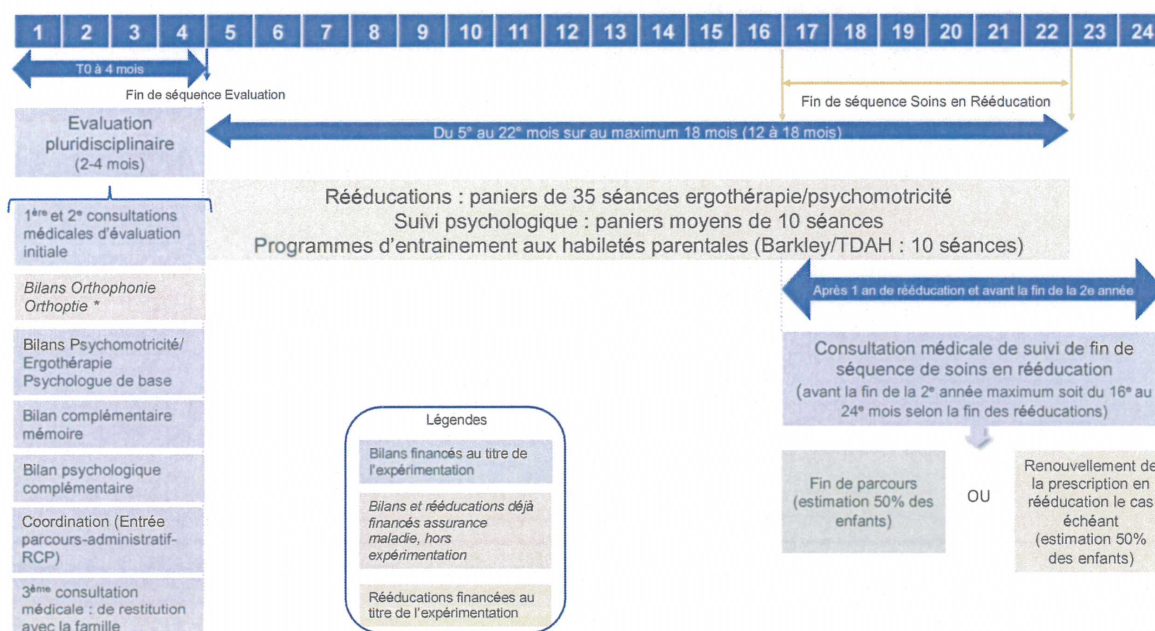 1 2 3 4 5 6 7 8 9 10 11 12 13 14 15 16 17 18 19 20 21 22 23 24
T0 à 4 mois
Fin de séquence Evaluation
Fin de séquence Soins en Rééducation
Evaluation
pluridisciplinaire
(2-4 mois)
Du 5° au 22° mois sur au maximum 18 mois (12 à 18 mois)
Rééducations : paniers de 35 séances ergothérapie/psychomotricité
Suivi psychologique : paniers moyens de 10 séances
Programmes d'entrainement aux habiletés parentales (Barkley/TDAH : 10 séances)
1ère et 2e consultations
médicales d'évaluation
initiale
Bilans Orthophonie
Orthoptie *
Bilans Psychomotricité/
Ergothérapie
Psychologue de base
Bilan complémentaire
mémoire
Bilan psychologique
complémentaire
Coordination (Entrée
parcours-administratif-
RCP)
3ème consultation
médicale : de restitution
avec la famille
Légendes
Bilans financés au titre de
l'expérimentation
Bilans et rééducations déjà
financés assurance
maladie, hors
expérimentation
Rééducations financées au
titre de l'expérimentation
Après 1 an de rééducation et avant la fin de la 2e année
Consultation médicale de suivi de fin de
séquence de soins en rééducation
(avant la fin de la 2e année maximum soit du 16e au
24e mois selon la fin des rééducations)
Fin de parcours
(estimation 50% des
enfants)
OU
Renouvellement de
la prescription en
rééducation le cas
échéant
(estimation 50%
des enfants)